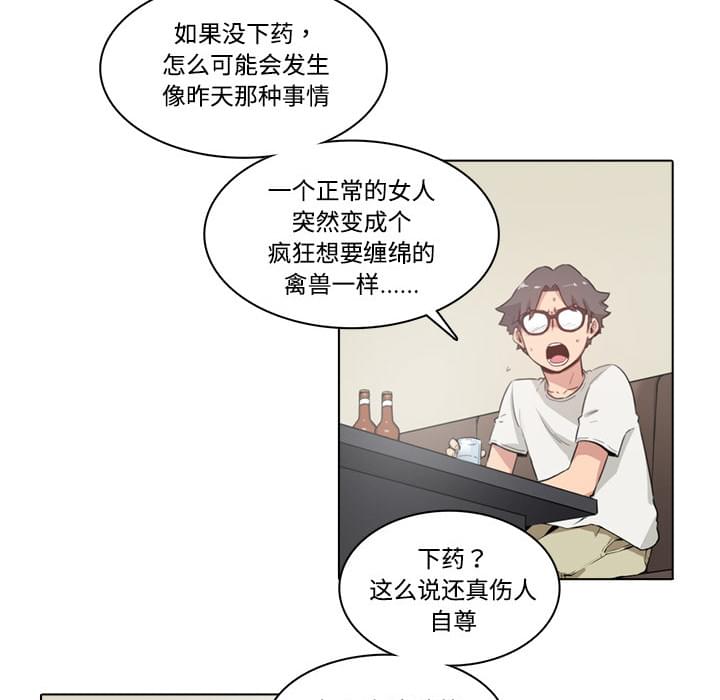 如果没下药，
怎么可能会发生
像昨天那种事情
一个正常的女人
突然变成个
疯狂想要缠绵的
禽兽一样......
下药？
这么说还真伤人
自尊